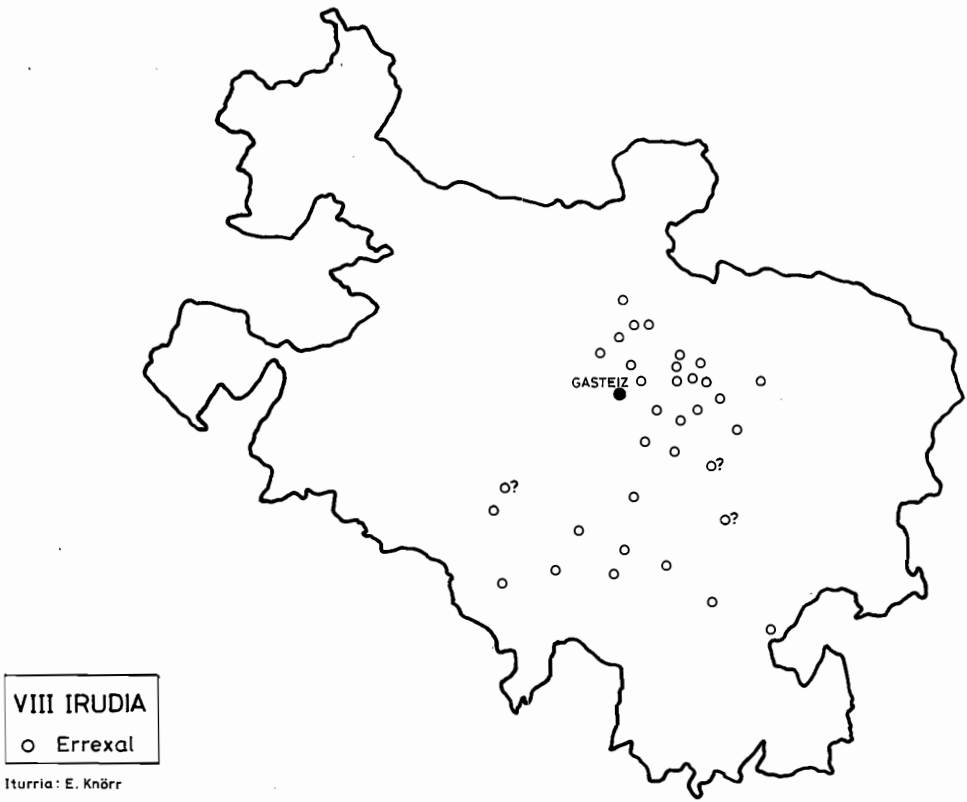 GASTEIZ
?
?
?
VIII IRUDIA
o Errexal
Iturria: E. Knörr